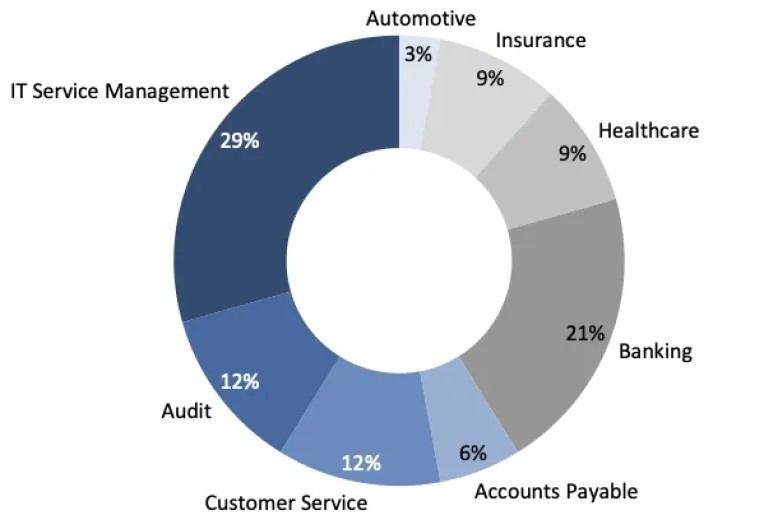 Automotive
3%
Insurance
9%
Healthcare
9%
Banking
21%
Accounts Payable
6%
Customer Service
12%
Audit
12%
IT Service Management
29%